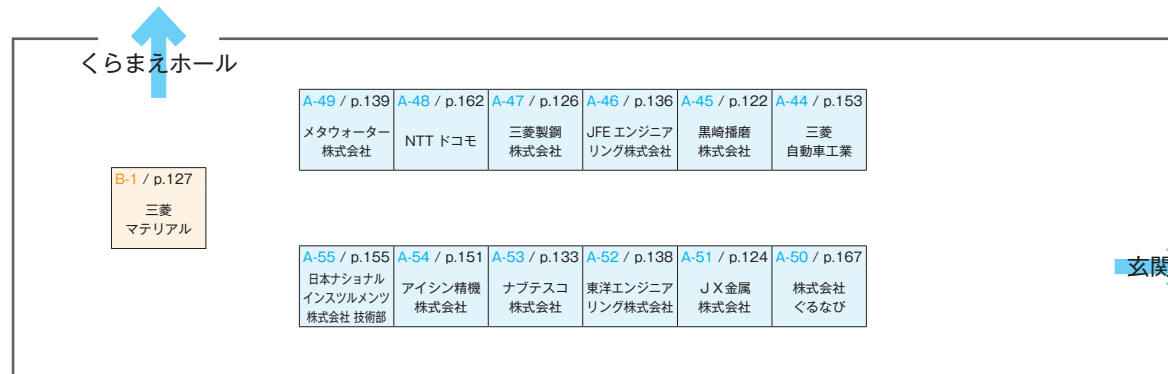 くらまえホール
A-49 / p.139
メタウォーター
株式会社
A-48 / p.162
NTT ドコモ
A-47 / p.126
三菱製鋼
株式会社
A-46 / p.136
JFE エンジニア
リング株式会社
A-45 / p.122
黒崎播磨
株式会社
A-44 / p.153
三菱
自動車工業
B-1 / p.127
三菱
マテリアル
A-55 / p.155
日本ナショナル
インスツルメンツ
株式会社 技術部
A-54 / p.151
アイシン精機
株式会社
A-53 / p.133
ナブテスコ
株式会社
A-52 / p.138
東洋エンジニア
リング株式会社
A-51 / p.124
ＪＸ金属
株式会社
A-50 / p.167
株式会社
ぐるなび
玄関